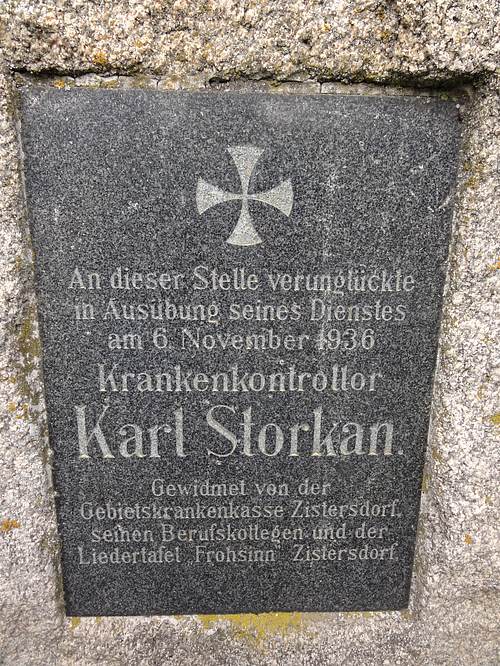 An dieser Stelle verunglückte
in Ausübung seines Dienstes
am 6. November 1936
Krankenkontrollor
Karl Storkan.
Gewidmet von der
Gebietskrankenkasse Zistersdorf,
seinen Berufskollegen und der
Liedertafel „Frohsinn" Zistersdorf.